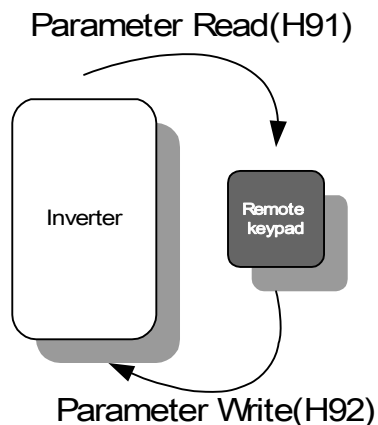 Parameter Read(H91)
Inverter
Remote
keypad
Parameter Write(H92)